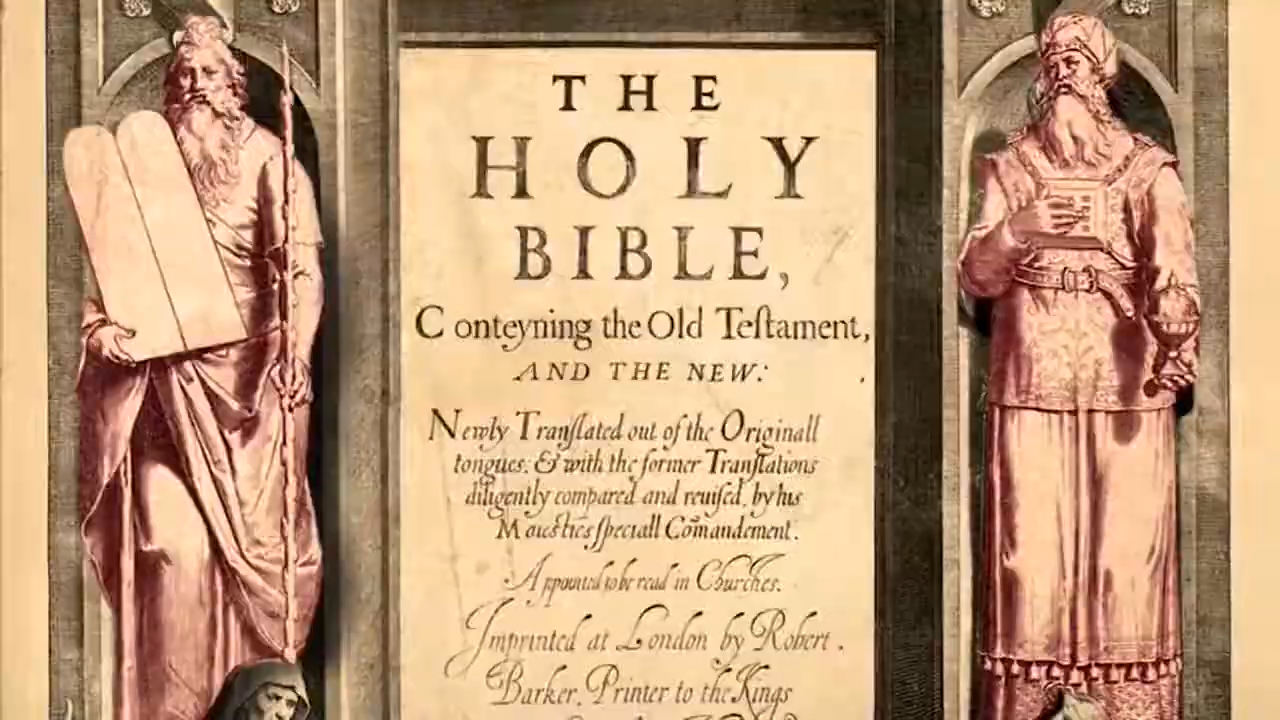 THE
HOLY
BIBLE,
Conteyning the Old Teſtament,
AND THE NEW:
Newly Tranſlated out of the Originall
tongues: & with the former Tranſlations
diligently compared and reuiſed, by his
Maiesties ſpeciall Comandement.
Appointed to be read in Churches.
Imprinted at London by Robert
Barker, Printer to the Kings